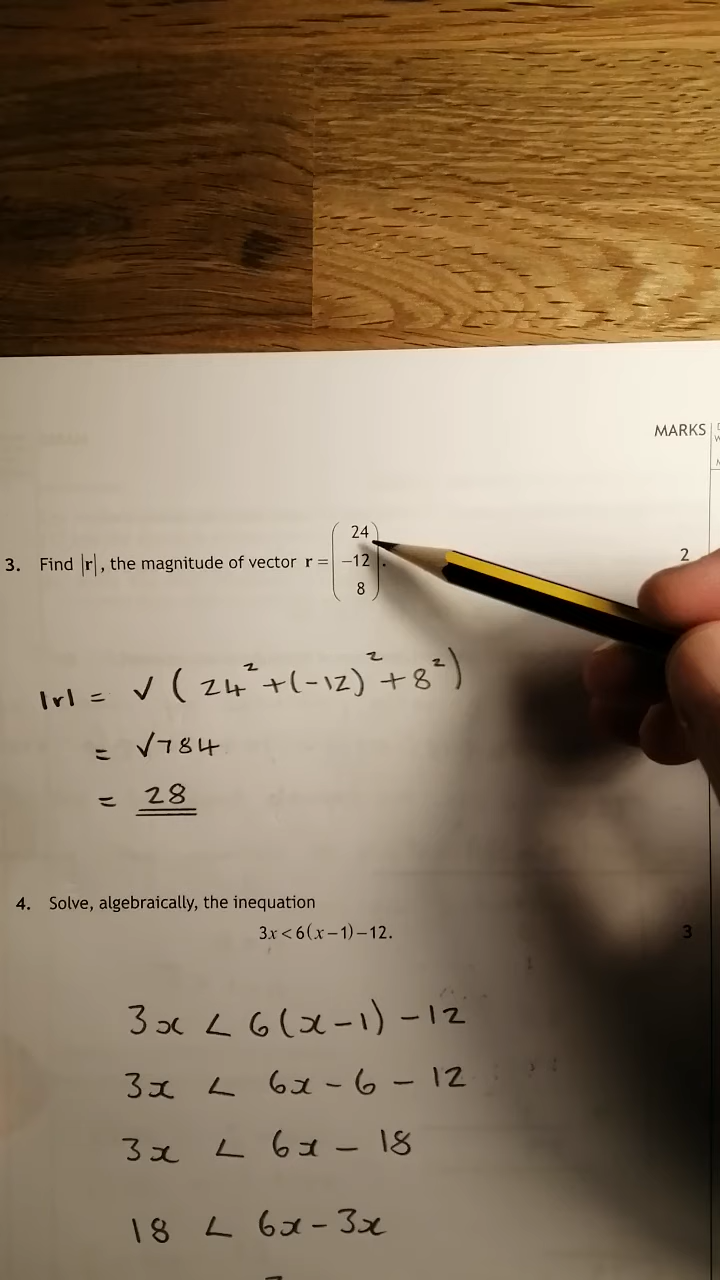 MARKS
3. Find |r|, the magnitude of vector r = ( 24
−12
8 ).
2
|r| = √(24² + (-12)² + 8²)
= √784
= 28
4. Solve, algebraically, the inequation
3x < 6(x − 1) − 12.
3
3x < 6(x - 1) - 12
3x < 6x - 6 - 12
3x < 6x - 18
18 < 6x - 3x